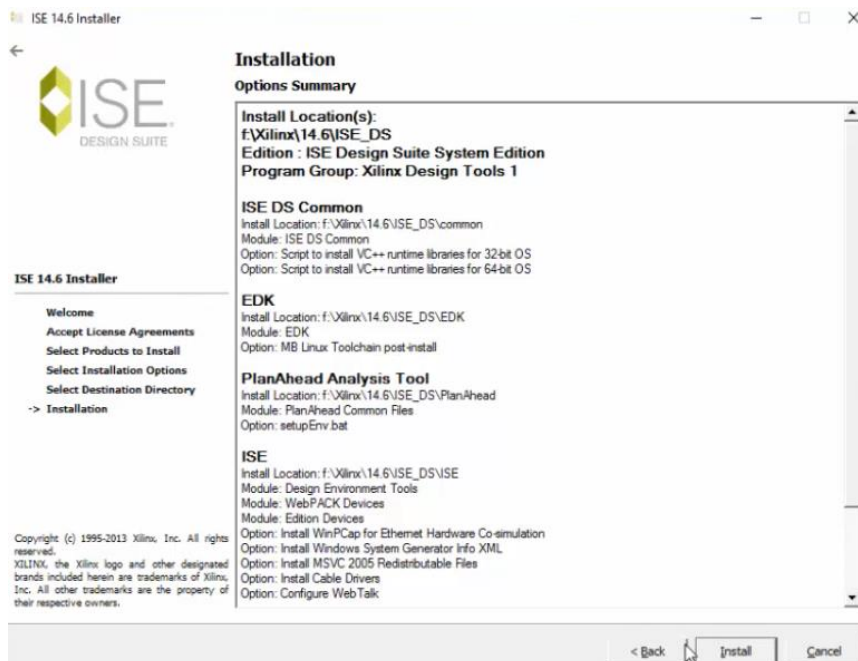 ISE 14.6 Installer
ISE
DESIGN SUITE
ISE 14.6 Installer
Welcome
Accept License Agreements
Select Products to Install
Select Installation Options
Select Destination Directory
-> Installation
Copyright (c) 1995-2013 Xilinx, Inc. All rights
reserved.
XILINX, the Xilinx logo and other designated
brands included herein are trademarks of Xilinx,
Inc. All other trademarks are the property of
their respective owners.
Installation
Options Summary
Install Location(s):
f:\Xilinx\14.6\ISE_DS
Edition : ISE Design Suite System Edition
Program Group: Xilinx Design Tools 1
ISE DS Common
Install Location: f:\Xilinx\14.6\ISE_DS\common
Module: ISE DS Common
Option: Script to install VC++ runtime libraries for 32-bit OS
Option: Script to install VC++ runtime libraries for 64-bit OS
EDK
Install Location: f:\Xilinx\14.6\ISE_DS\EDK
Module: EDK
Option: MB Linux Toolchain post-install
PlanAhead Analysis Tool
Install Location: f:\Xilinx\14.6\ISE_DS\PlanAhead
Module: PlanAhead Common Files
Option: setupEnv.bat
ISE
Install Location: f:\Xilinx\14.6\ISE_DS\ISE
Module: Design Environment Tools
Module: WebPACK Devices
Module: Edition Devices
Option: Install WinPCap for Ethernet Hardware Co-simulation
Option: Install Windows System Generator Info XML
Option: Install MSVC 2005 Redistributable Files
Option: Install Cable Drivers
Option: Configure WebTalk
< Back
Install
Cancel